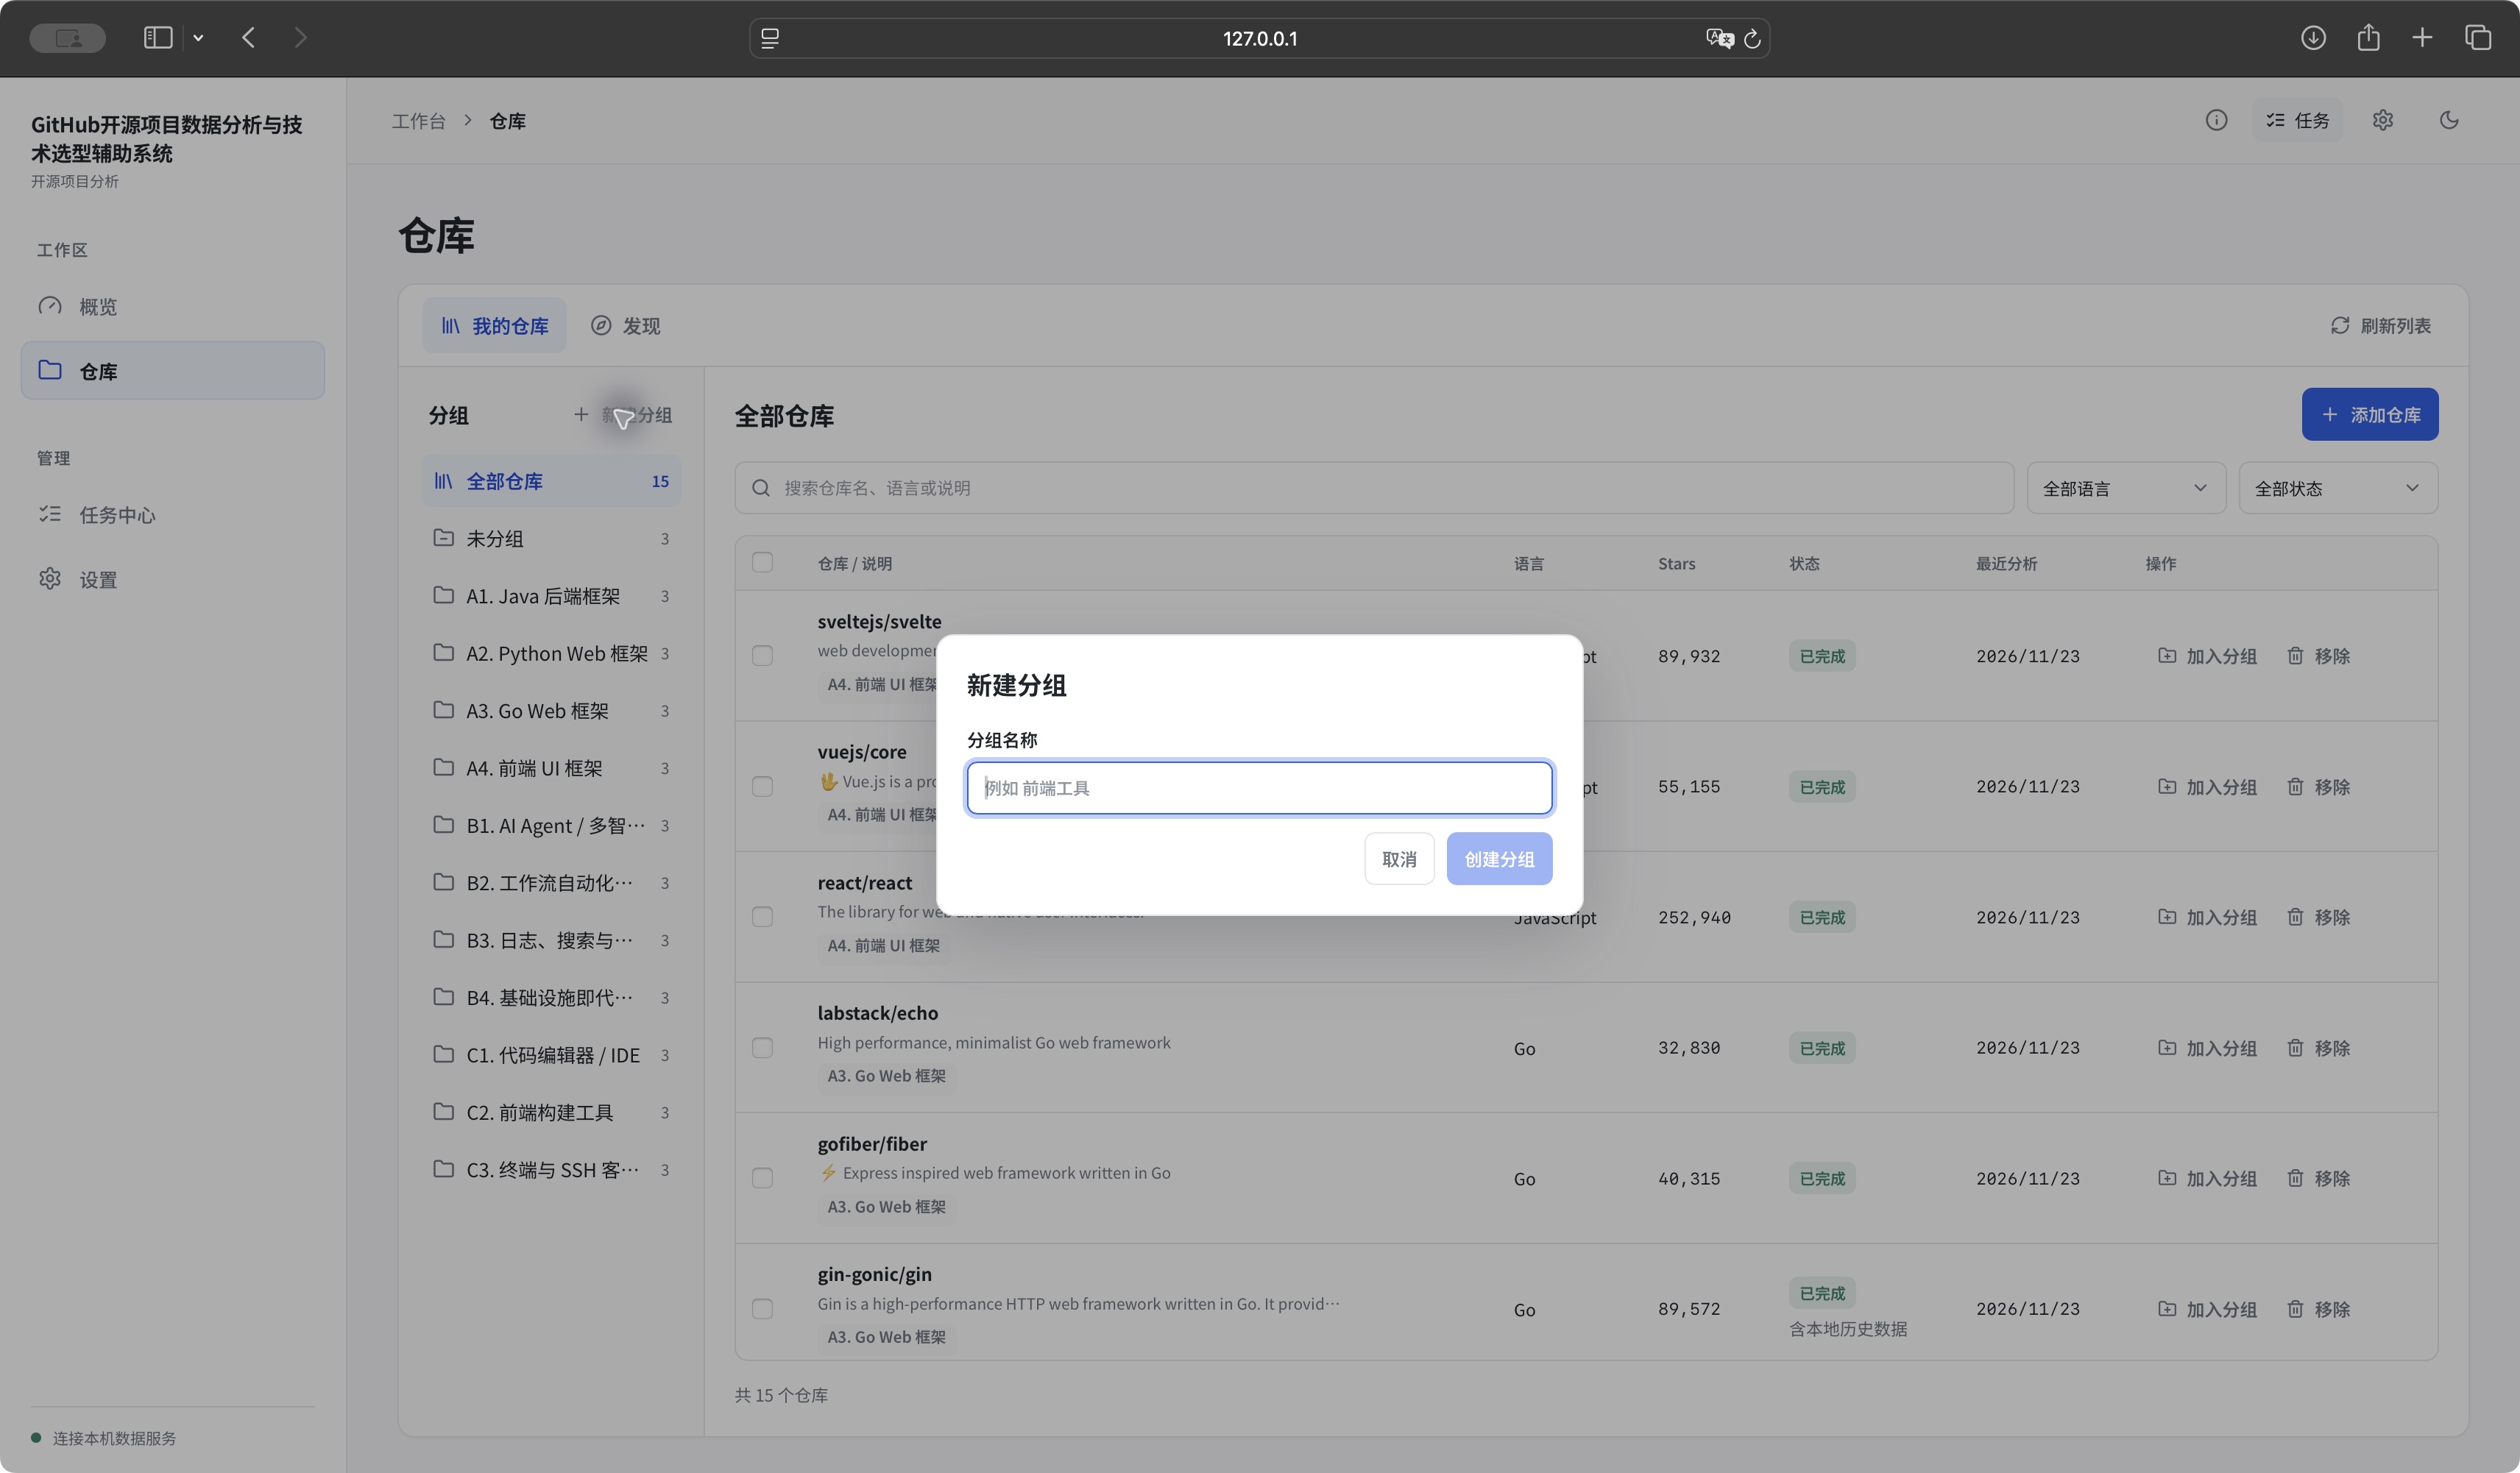 127.0.0.1
GitHub开源项目数据分析与技
术选型辅助系统
开源项目分析
工作区
概览
仓库
管理
任务中心
设置
连接本机数据服务
工作台 > 仓库
任务
仓库
我的仓库
发现
刷新列表
分组
+ 新建分组
全部仓库 15
未分组 3
A1. Java 后端框架 3
A2. Python Web 框架 3
A3. Go Web 框架 3
A4. 前端 UI 框架 3
B1. AI Agent / 多智… 3
B2. 工作流自动化… 3
B3. 日志、搜索与… 3
B4. 基础设施即代… 3
C1. 代码编辑器 / IDE 3
C2. 前端构建工具 3
C3. 终端与 SSH 客… 3
全部仓库
+ 添加仓库
搜索仓库名、语言或说明
全部语言
全部状态
仓库 / 说明 语言 Stars 状态 最近分析 操作
sveltejs/svelte
web developmen
A4. 前端 UI 框架
pt 89,932 已完成 2026/11/23 加入分组 移除
vuejs/core
🖖 Vue.js is a pro
A4. 前端 UI 框架
pt 55,155 已完成 2026/11/23 加入分组 移除
react/react
The library for web and native user interfaces.
A4. 前端 UI 框架
JavaScript 252,940 已完成 2026/11/23 加入分组 移除
labstack/echo
High performance, minimalist Go web framework
A3. Go Web 框架
Go 32,830 已完成 2026/11/23 加入分组 移除
gofiber/fiber
⚡ Express inspired web framework written in Go
A3. Go Web 框架
Go 40,315 已完成 2026/11/23 加入分组 移除
gin-gonic/gin
Gin is a high-performance HTTP web framework written in Go. It provid…
A3. Go Web 框架
Go 89,572 已完成 2026/11/23 加入分组 移除
含本地历史数据
共 15 个仓库
新建分组
分组名称
例如 前端工具
取消
创建分组